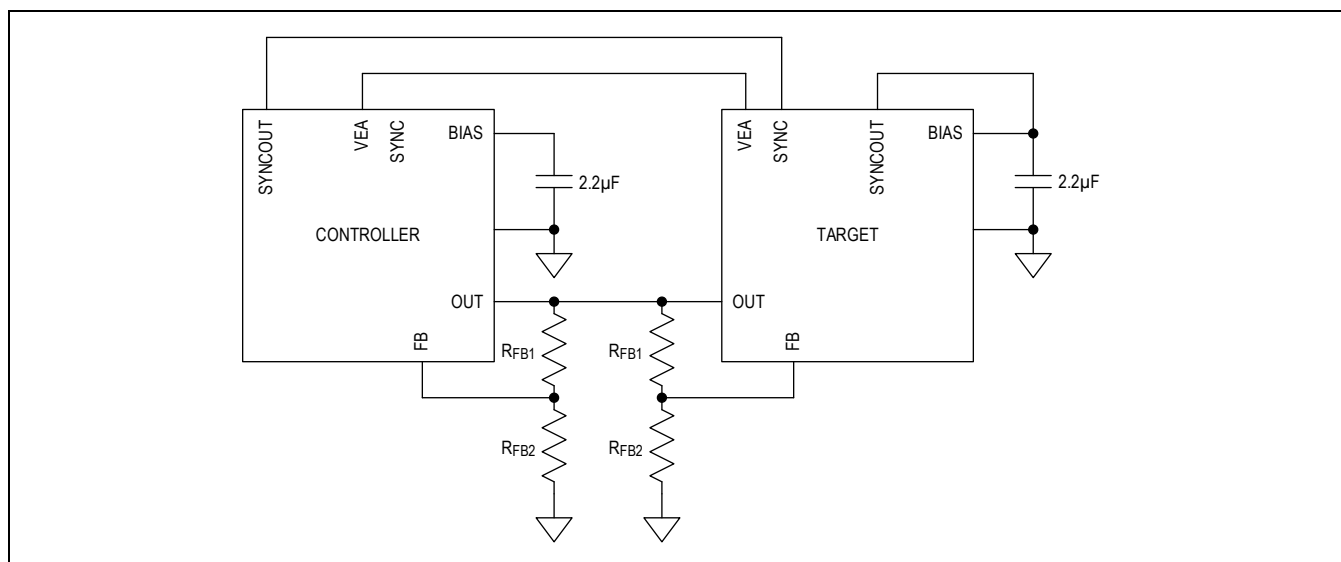 SYNCOUT
VEA
SYNC
BIAS
2.2µF
CONTROLLER
OUT
FB
RFB1
RFB2
VEA
SYNC
SYNCOUT
BIAS
2.2µF
TARGET
OUT
FB
RFB1
RFB2